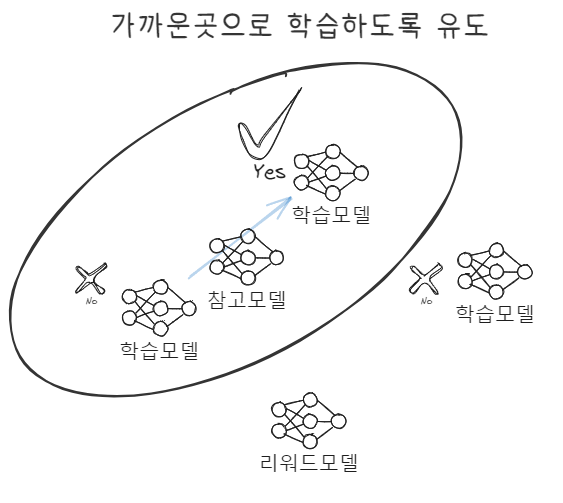 가까운곳으로 학습하도록 유도
Yes
학습모델
참고모델
No
학습모델
No
학습모델
리워드모델